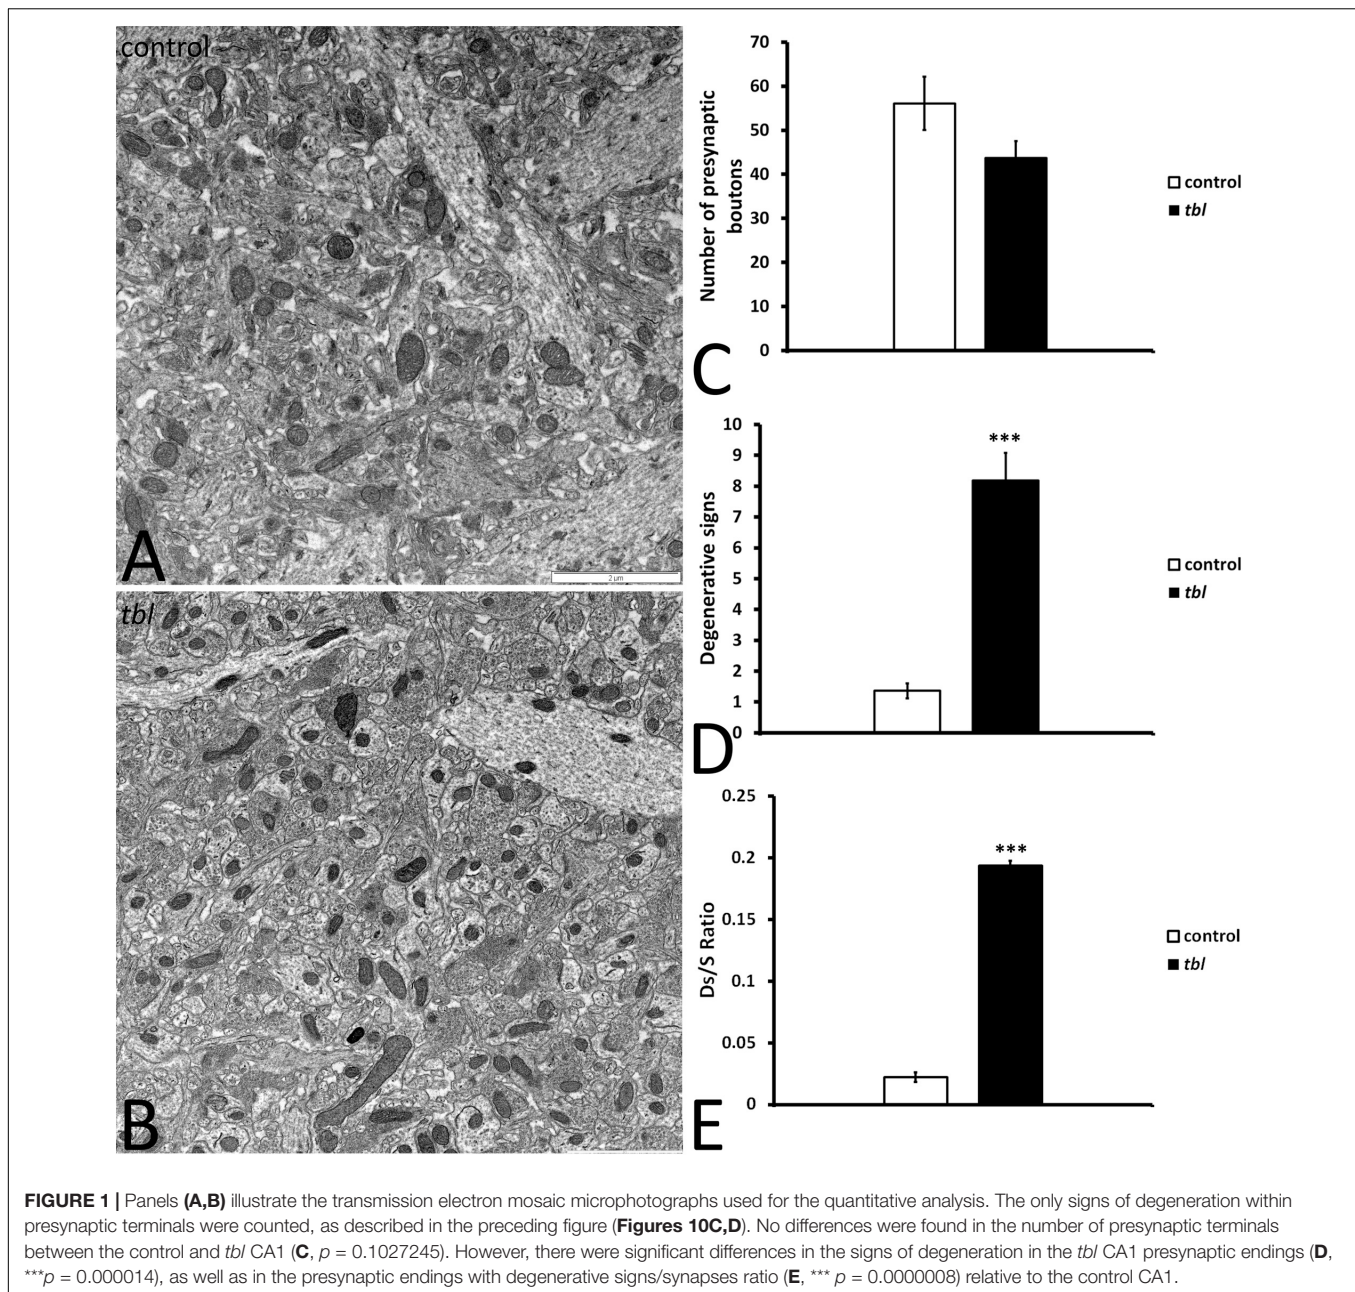 control
A
2 µm
tbl
B
70
60
50
40
30
20
10
0
Number of presynaptic
boutons
control
tbl
C
10
9
8
7
6
5
4
3
2
1
0
Degenerative signs
***
control
tbl
D
0.25
0.2
0.15
0.1
0.05
0
Ds/S Ratio
***
control
tbl
E
FIGURE 1 | Panels (A,B) illustrate the transmission electron mosaic microphotographs used for the quantitative analysis. The only signs of degeneration within
presynaptic terminals were counted, as described in the preceding figure (Figures 10C,D). No differences were found in the number of presynaptic terminals
between the control and tbl CA1 (C, p = 0.1027245). However, there were significant differences in the signs of degeneration in the tbl CA1 presynaptic endings (D,
***p = 0.000014), as well as in the presynaptic endings with degenerative signs/synapses ratio (E, *** p = 0.0000008) relative to the control CA1.